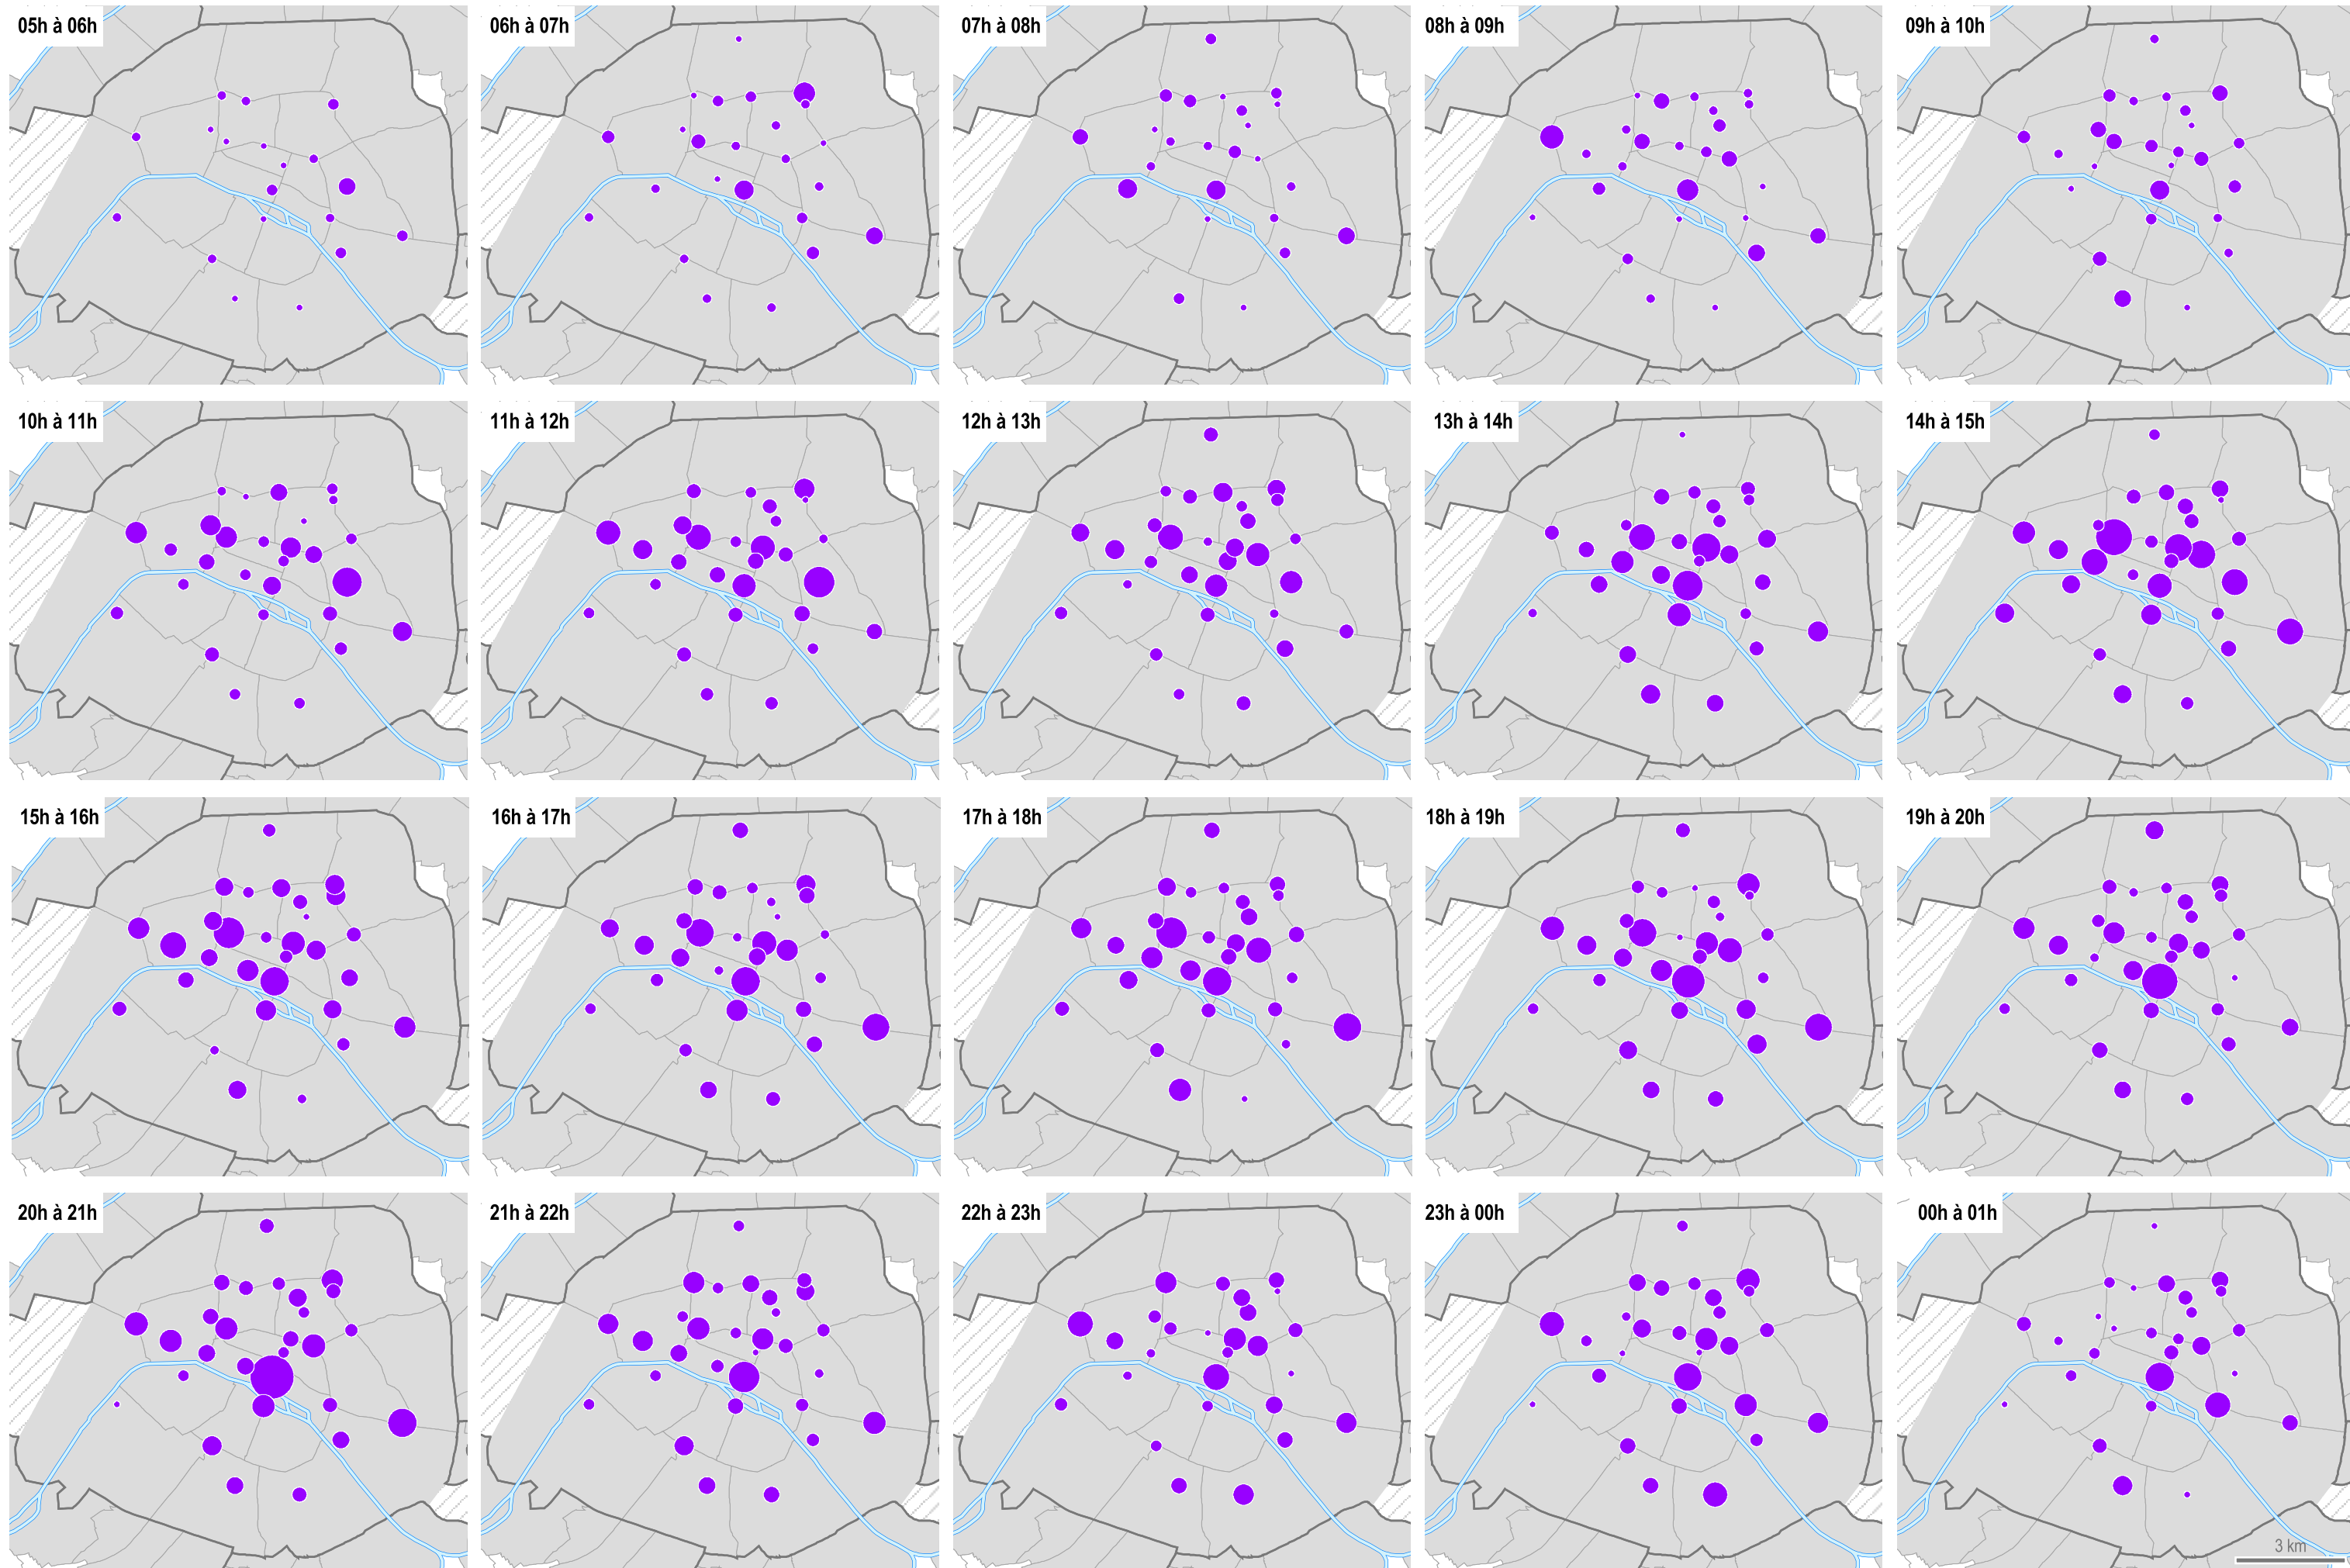 05h à 06h
06h à 07h
07h à 08h
08h à 09h
09h à 10h
10h à 11h
11h à 12h
12h à 13h
13h à 14h
14h à 15h
15h à 16h
16h à 17h
17h à 18h
18h à 19h
19h à 20h
20h à 21h
21h à 22h
22h à 23h
23h à 00h
00h à 01h
3 km